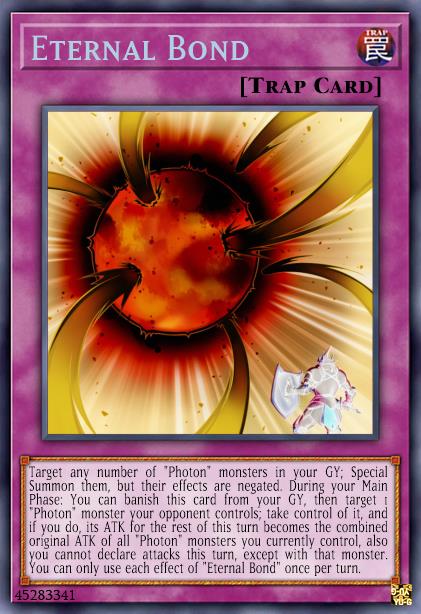 Eternal Bond
TRAP
罠
[Trap Card]
Target any number of "Photon" monsters in your GY; Special
Summon them, but their effects are negated. During your Main
Phase: You can banish this card from your GY, then target 1
"Photon" monster your opponent controls; take control of it, and
if you do, its ATK for the rest of this turn becomes the combined
original ATK of all "Photon" monsters you currently control, also
you cannot declare attacks this turn, except with that monster.
You can only use each effect of "Eternal Bond" once per turn.
45283341